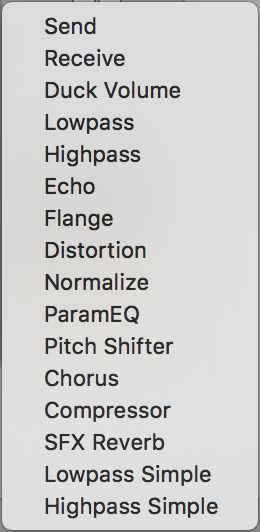 Send
Receive
Duck Volume
Lowpass
Highpass
Echo
Flange
Distortion
Normalize
ParamEQ
Pitch Shifter
Chorus
Compressor
SFX Reverb
Lowpass Simple
Highpass Simple